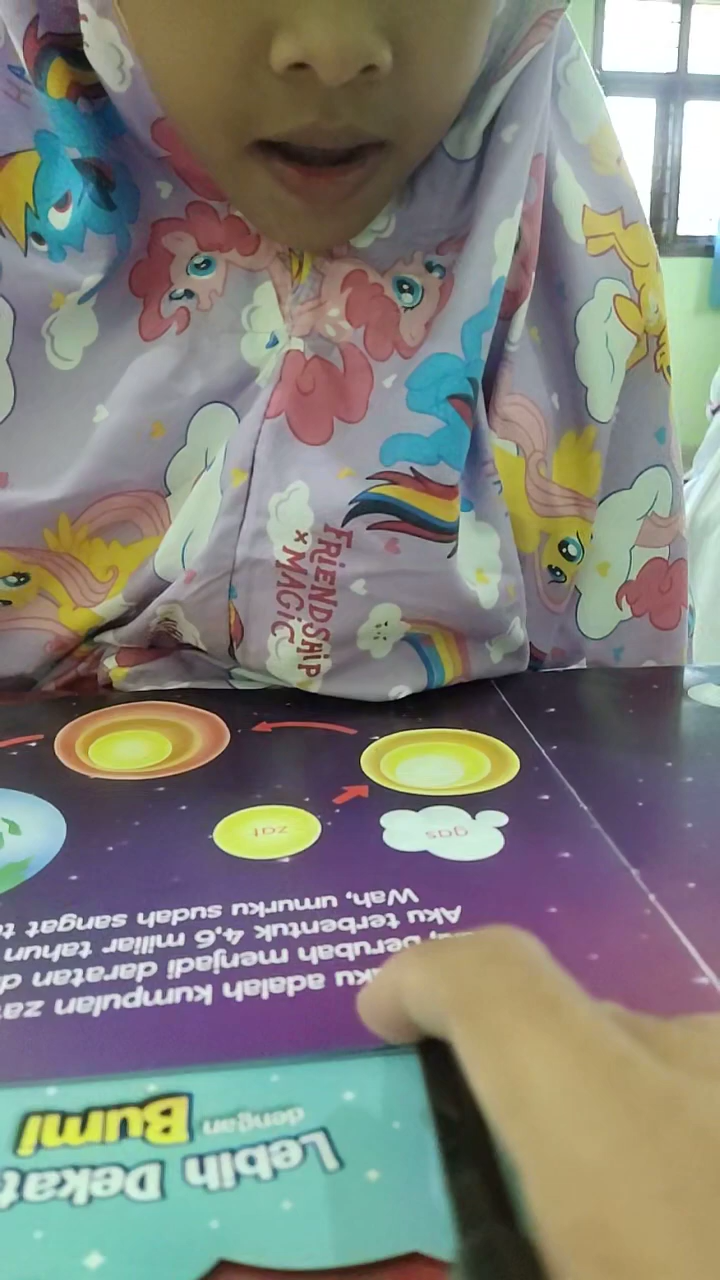 FRiENDSHiP
× MAGiC
Lebih Dekat
dengan Bumi
aku adalah kumpulan
berubah menjadi daratan
Aku terbentuk 4,6 miliar tahun
Wah, umurku sudah sangat
gas
zat